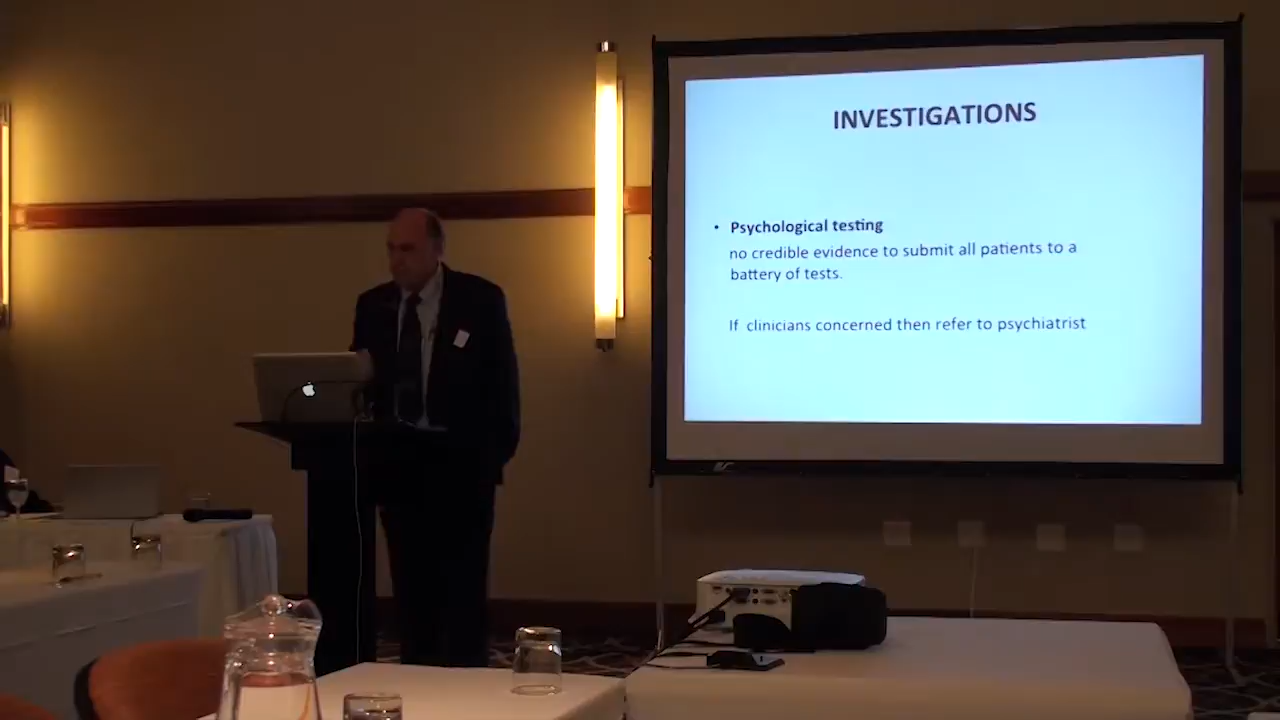 INVESTIGATIONS
• Psychological testing
no credible evidence to submit all patients to a
battery of tests.
If clinicians concerned then refer to psychiatrist